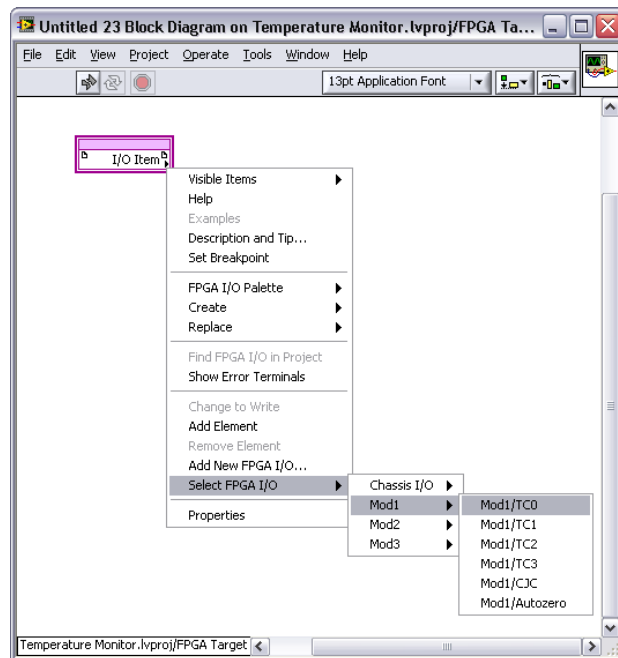 Untitled 23 Block Diagram on Temperature Monitor.lvproj/FPGA Ta...
File Edit View Project Operate Tools Window Help
13pt Application Font
I/O Item
Visible Items
Help
Examples
Description and Tip...
Set Breakpoint
FPGA I/O Palette
Create
Replace
Find FPGA I/O in Project
Show Error Terminals
Change to Write
Add Element
Remove Element
Add New FPGA I/O...
Select FPGA I/O
Properties
Chassis I/O
Mod1
Mod2
Mod3
Mod1/TC0
Mod1/TC1
Mod1/TC2
Mod1/TC3
Mod1/CJC
Mod1/Autozero
Temperature Monitor.lvproj/FPGA Target